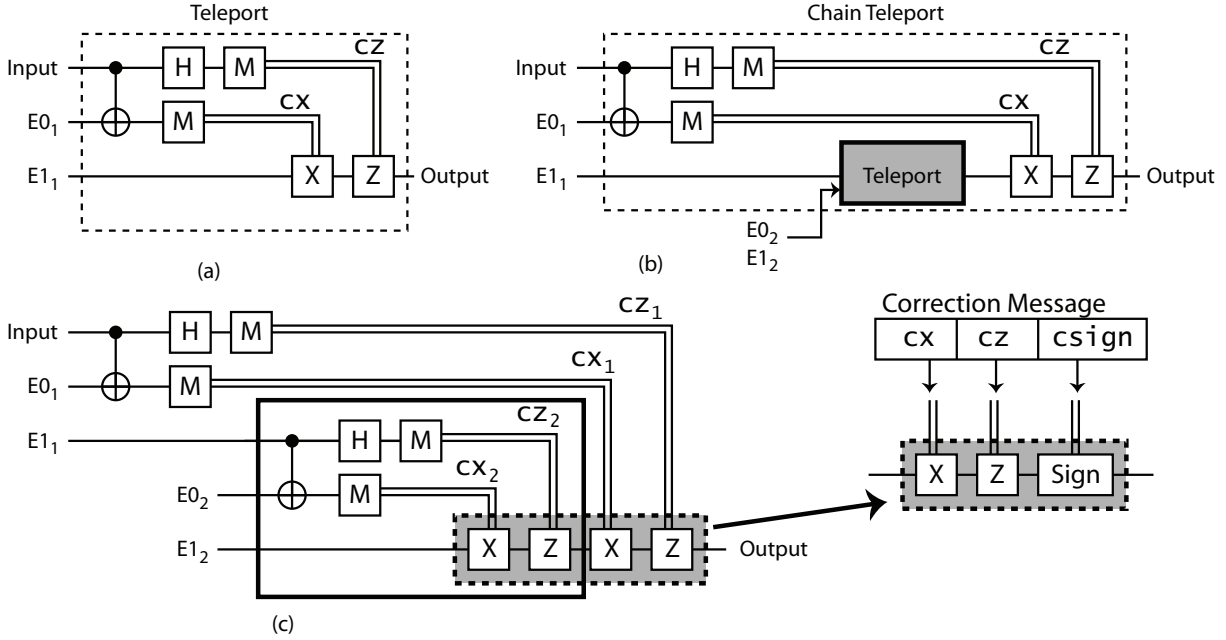 Teleport
cz
Input
H
M
cx
E0₁
M
E1₁
X
Z
Output
(a)
Chain Teleport
cz
Input
H
M
cx
E0₁
M
E1₁
Teleport
X
Z
Output
E0₂
E1₂
(b)
cz₁
Input
H
M
cx₁
E0₁
M
cz₂
E1₁
H
M
cx₂
E0₂
M
E1₂
X
Z
X
Z
Output
(c)
Correction Message
cx cz csign
X Z Sign